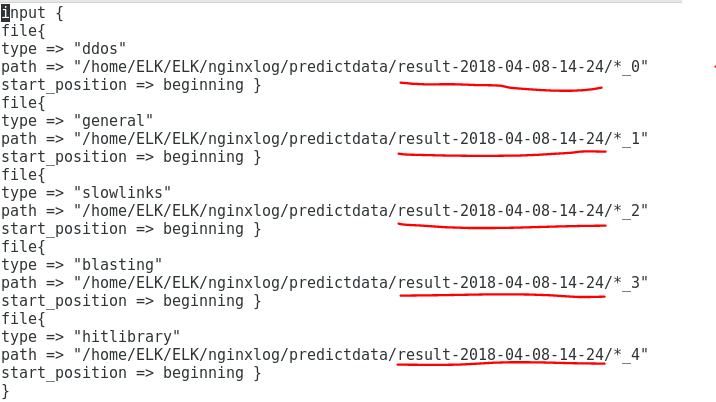 input {
file{
type => "ddos"
path => "/home/ELK/ELK/nginxlog/predictdata/result-2018-04-08-14-24/*_0"
start_position => beginning }
file{
type => "general"
path => "/home/ELK/ELK/nginxlog/predictdata/result-2018-04-08-14-24/*_1"
start_position => beginning }
file{
type => "slowlinks"
path => "/home/ELK/ELK/nginxlog/predictdata/result-2018-04-08-14-24/*_2"
start_position => beginning }
file{
type => "blasting"
path => "/home/ELK/ELK/nginxlog/predictdata/result-2018-04-08-14-24/*_3"
start_position => beginning }
file{
type => "hitlibrary"
path => "/home/ELK/ELK/nginxlog/predictdata/result-2018-04-08-14-24/*_4"
start_position => beginning }
}